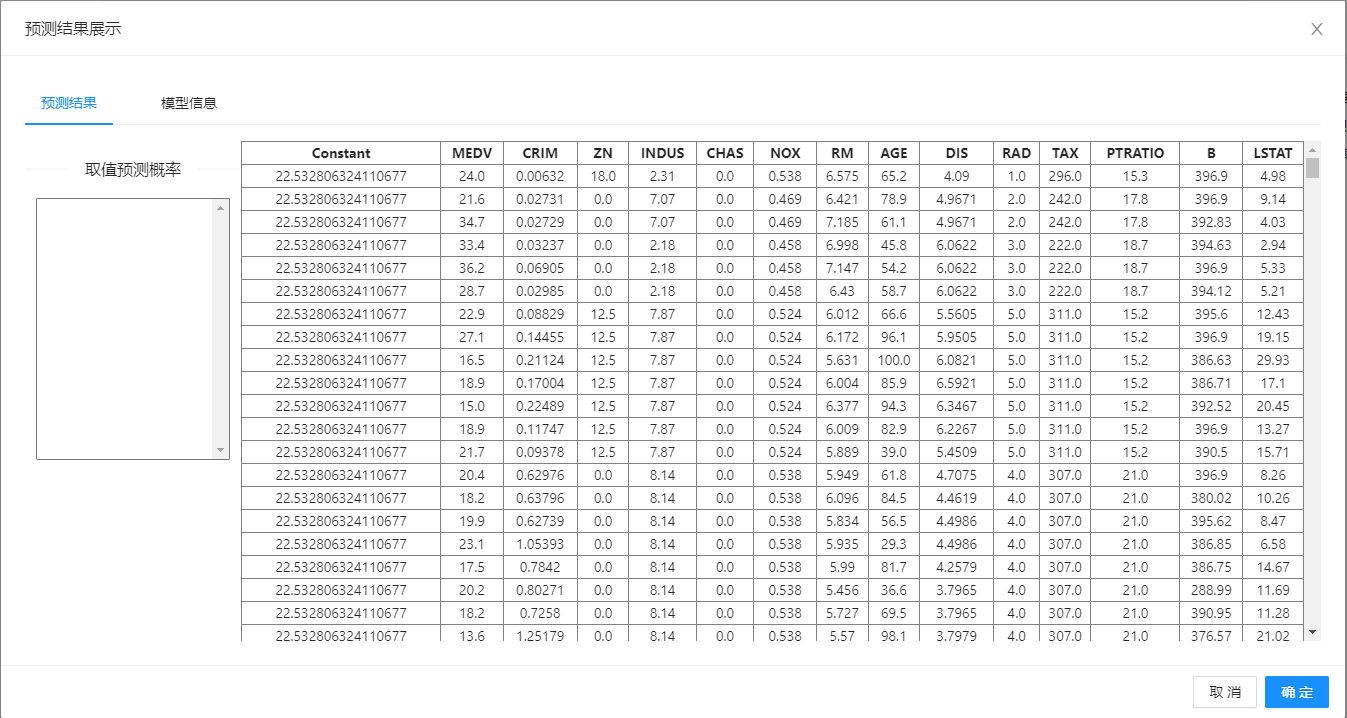 预测结果展示
预测结果 模型信息
取值预测概率
Constant MEDV CRIM ZN INDUS CHAS NOX RM AGE DIS RAD TAX PTRATIO B LSTAT
22.532806324110677 24.0 0.00632 18.0 2.31 0.0 0.538 6.575 65.2 4.09 1.0 296.0 15.3 396.9 4.98
22.532806324110677 21.6 0.02731 0.0 7.07 0.0 0.469 6.421 78.9 4.9671 2.0 242.0 17.8 396.9 9.14
22.532806324110677 34.7 0.02729 0.0 7.07 0.0 0.469 7.185 61.1 4.9671 2.0 242.0 17.8 392.83 4.03
22.532806324110677 33.4 0.03237 0.0 2.18 0.0 0.458 6.998 45.8 6.0622 3.0 222.0 18.7 394.63 2.94
22.532806324110677 36.2 0.06905 0.0 2.18 0.0 0.458 7.147 54.2 6.0622 3.0 222.0 18.7 396.9 5.33
22.532806324110677 28.7 0.02985 0.0 2.18 0.0 0.458 6.43 58.7 6.0622 3.0 222.0 18.7 394.12 5.21
22.532806324110677 22.9 0.08829 12.5 7.87 0.0 0.524 6.012 66.6 5.5605 5.0 311.0 15.2 395.6 12.43
22.532806324110677 27.1 0.14455 12.5 7.87 0.0 0.524 6.172 96.1 5.9505 5.0 311.0 15.2 396.9 19.15
22.532806324110677 16.5 0.21124 12.5 7.87 0.0 0.524 5.631 100.0 6.0821 5.0 311.0 15.2 386.63 29.93
22.532806324110677 18.9 0.17004 12.5 7.87 0.0 0.524 6.004 85.9 6.5921 5.0 311.0 15.2 386.71 17.1
22.532806324110677 15.0 0.22489 12.5 7.87 0.0 0.524 6.377 94.3 6.3467 5.0 311.0 15.2 392.52 20.45
22.532806324110677 18.9 0.11747 12.5 7.87 0.0 0.524 6.009 82.9 6.2267 5.0 311.0 15.2 396.9 13.27
22.532806324110677 21.7 0.09378 12.5 7.87 0.0 0.524 5.889 39.0 5.4509 5.0 311.0 15.2 390.5 15.71
22.532806324110677 20.4 0.62976 0.0 8.14 0.0 0.538 5.949 61.8 4.7075 4.0 307.0 21.0 396.9 8.26
22.532806324110677 18.2 0.63796 0.0 8.14 0.0 0.538 6.096 84.5 4.4619 4.0 307.0 21.0 380.02 10.26
22.532806324110677 19.9 0.62739 0.0 8.14 0.0 0.538 5.834 56.5 4.4986 4.0 307.0 21.0 395.62 8.47
22.532806324110677 23.1 1.05393 0.0 8.14 0.0 0.538 5.935 29.3 4.4986 4.0 307.0 21.0 386.85 6.58
22.532806324110677 17.5 0.7842 0.0 8.14 0.0 0.538 5.99 81.7 4.2579 4.0 307.0 21.0 386.75 14.67
22.532806324110677 20.2 0.80271 0.0 8.14 0.0 0.538 5.456 36.6 3.7965 4.0 307.0 21.0 288.99 11.69
22.532806324110677 18.2 0.7258 0.0 8.14 0.0 0.538 5.727 69.5 3.7965 4.0 307.0 21.0 390.95 11.28
22.532806324110677 13.6 1.25179 0.0 8.14 0.0 0.538 5.57 98.1 3.7979 4.0 307.0 21.0 376.57 21.02
取消 确定